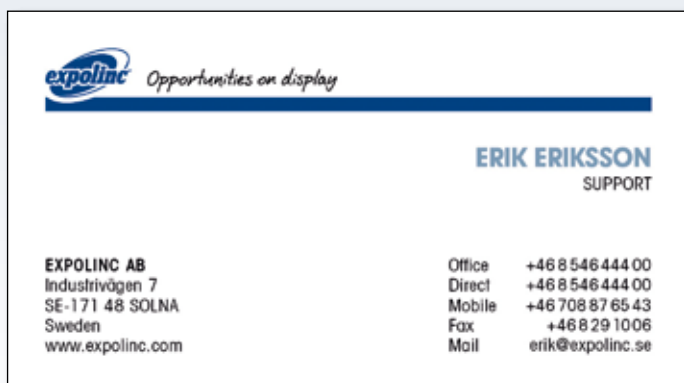 expolinc Opportunities on display
ERIK ERIKSSON
SUPPORT
EXPOLINC AB
Industrivägen 7
SE-171 48 SOLNA
Sweden
www.expolinc.com
Office +46 8 546 444 00
Direct +46 8 546 444 00
Mobile +46 708 87 65 43
Fax +46 8 29 10 06
Mail erik@expolinc.se